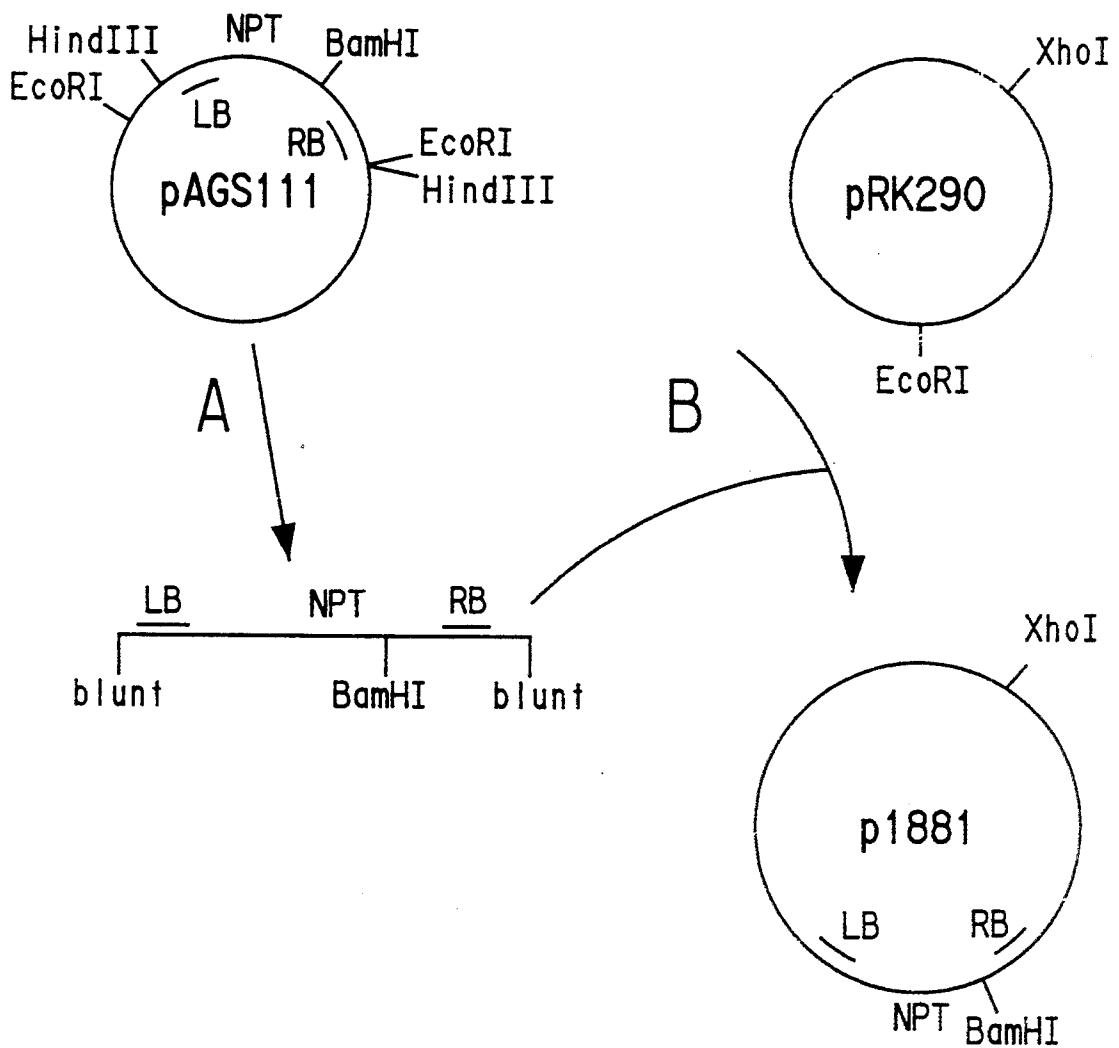 NPT
HindIII
BamHI
EcoRI
LB
RB
EcoRI
HindIII
pAGS111
XhoI
pRK290
EcoRI
A
B
LB
NPT
RB
blunt
BamHI
blunt
XhoI
p1881
LB
RB
NPT
BamHI